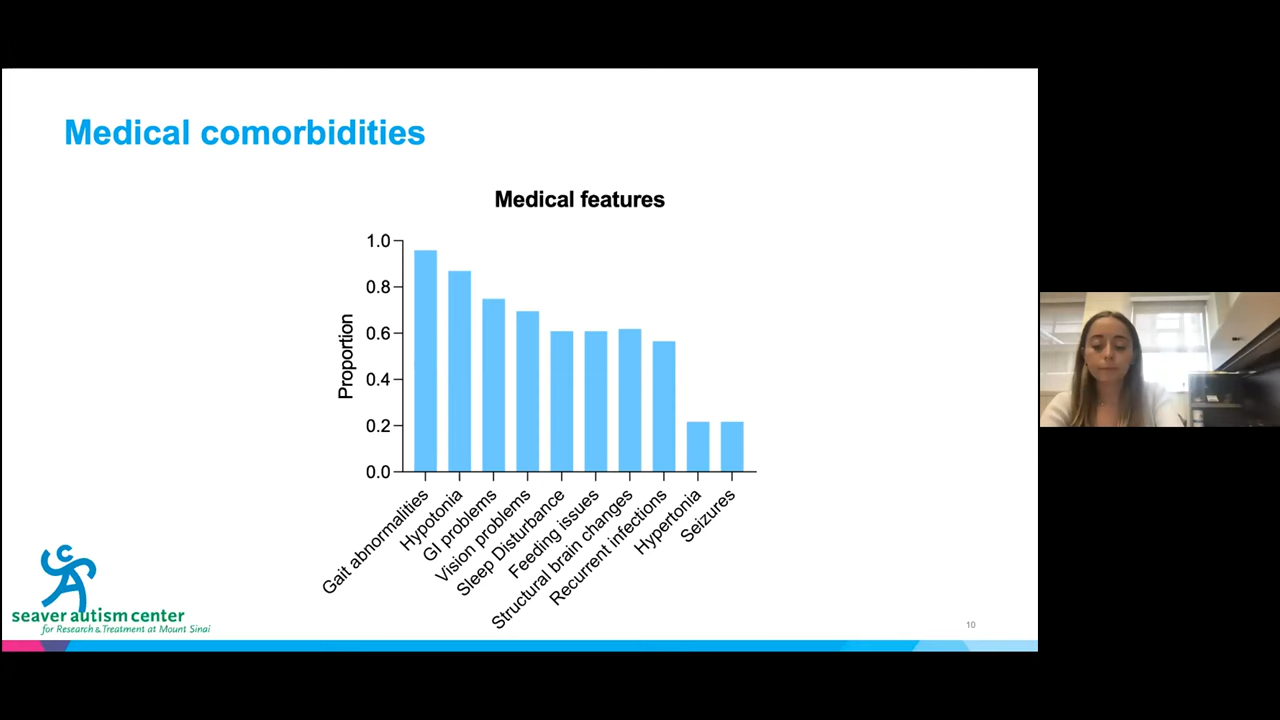 Medical comorbidities
Medical features
1.0
0.8
0.6
0.4
0.2
0.0
Proportion
Gait abnormalities
Hypotonia
GI problems
Vision problems
Sleep Disturbance
Feeding issues
Structural brain changes
Recurrent infections
Hypertonia
Seizures
seaver autism center
for Research & Treatment at Mount Sinai
10